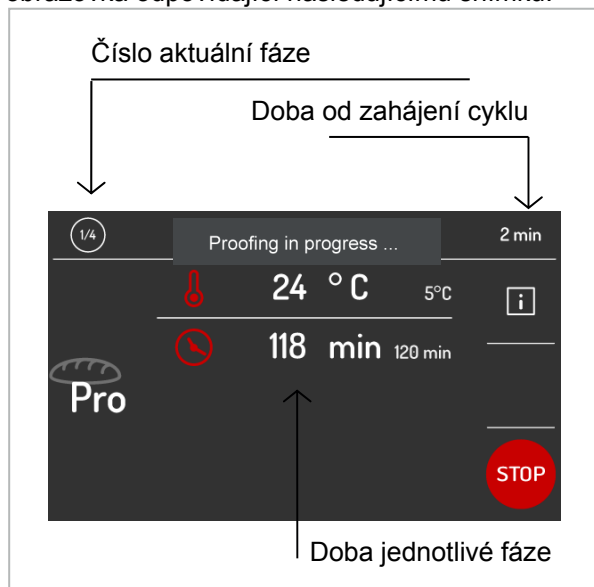 Číslo aktuální fáze
Doba od zahájení cyklu
1/4
Proofing in progress ...
2 min
24 °C 5°C
i
118 min 120 min
Pro
STOP
Doba jednotlivé fáze